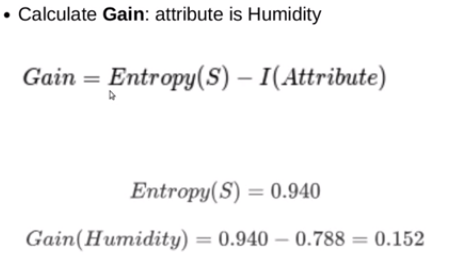 • Calculate Gain: attribute is Humidity
Gain = Entropy(S) − I(Attribute)
Entropy(S) = 0.940
Gain(Humidity) = 0.940 − 0.788 = 0.152